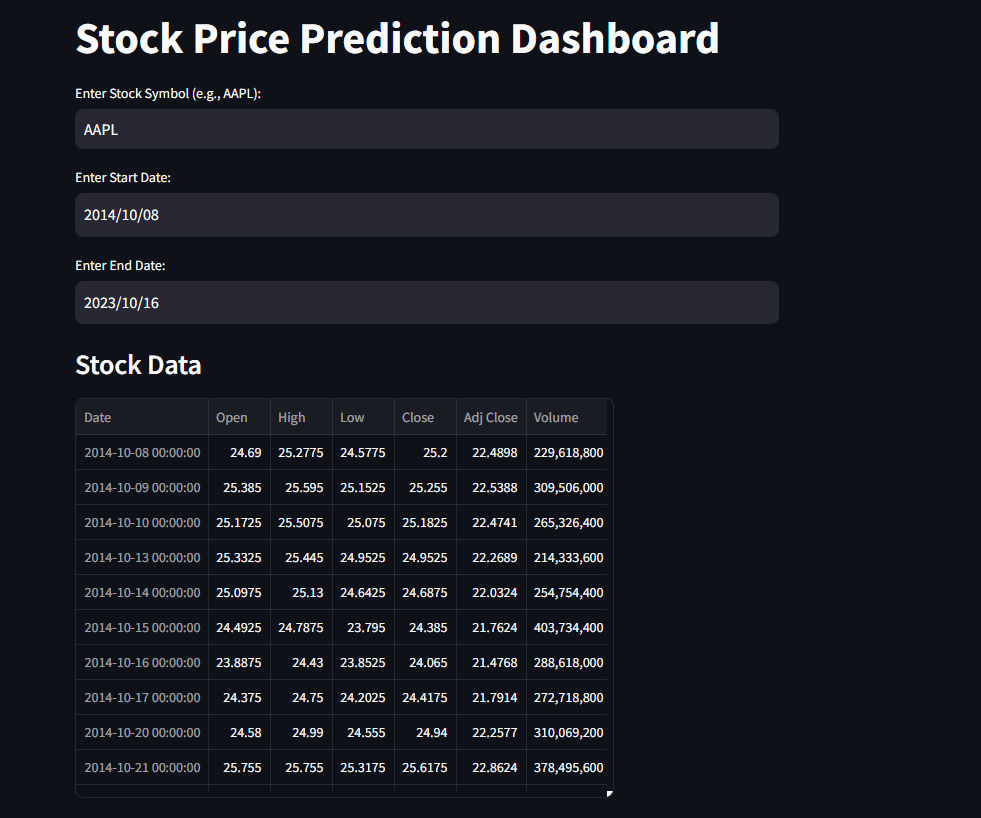 Stock Price Prediction Dashboard
Enter Stock Symbol (e.g., AAPL):
AAPL
Enter Start Date:
2014/10/08
Enter End Date:
2023/10/16
Stock Data
Date Open High Low Close Adj Close Volume
2014-10-08 00:00:00 24.69 25.2775 24.5775 25.2 22.4898 229,618,800
2014-10-09 00:00:00 25.385 25.595 25.1525 25.255 22.5388 309,506,000
2014-10-10 00:00:00 25.1725 25.5075 25.075 25.1825 22.4741 265,326,400
2014-10-13 00:00:00 25.3325 25.445 24.9525 24.9525 22.2689 214,333,600
2014-10-14 00:00:00 25.0975 25.13 24.6425 24.6875 22.0324 254,754,400
2014-10-15 00:00:00 24.4925 24.7875 23.795 24.385 21.7624 403,734,400
2014-10-16 00:00:00 23.8875 24.43 23.8525 24.065 21.4768 288,618,000
2014-10-17 00:00:00 24.375 24.75 24.2025 24.4175 21.7914 272,718,800
2014-10-20 00:00:00 24.58 24.99 24.555 24.94 22.2577 310,069,200
2014-10-21 00:00:00 25.755 25.755 25.3175 25.6175 22.8624 378,495,600